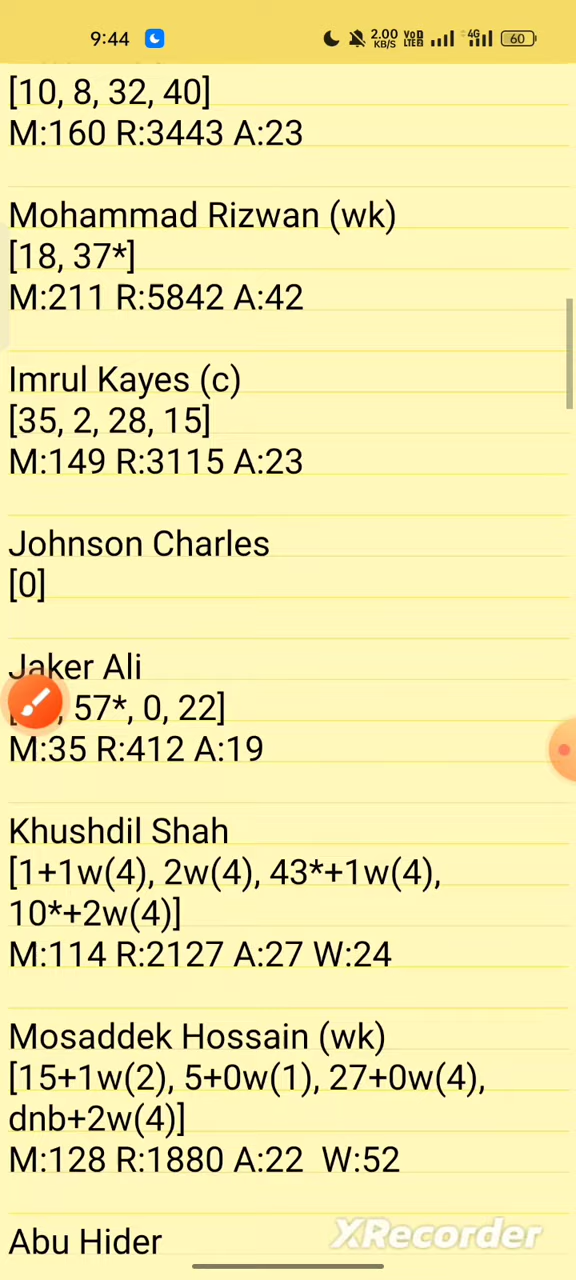 9:44 2.00 KB/S VoD LTED 4G 60
[10, 8, 32, 40]
M:160 R:3443 A:23
Mohammad Rizwan (wk)
[18, 37*]
M:211 R:5842 A:42
Imrul Kayes (c)
[35, 2, 28, 15]
M:149 R:3115 A:23
Johnson Charles
[0]
Jaker Ali
57*, 0, 22]
M:35 R:412 A:19
Khushdil Shah
[1+1w(4), 2w(4), 43*+1w(4),
10*+2w(4)]
M:114 R:2127 A:27 W:24
Mosaddek Hossain (wk)
[15+1w(2), 5+0w(1), 27+0w(4),
dnb+2w(4)]
M:128 R:1880 A:22 W:52
Abu Hider
XRecorder